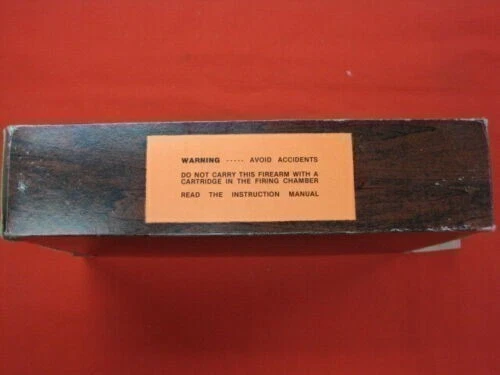 WARNING ····· AVOID ACCIDENTS
DO NOT CARRY THIS FIREARM WITH A
CARTRIDGE IN THE FIRING CHAMBER
READ THE INSTRUCTION MANUAL